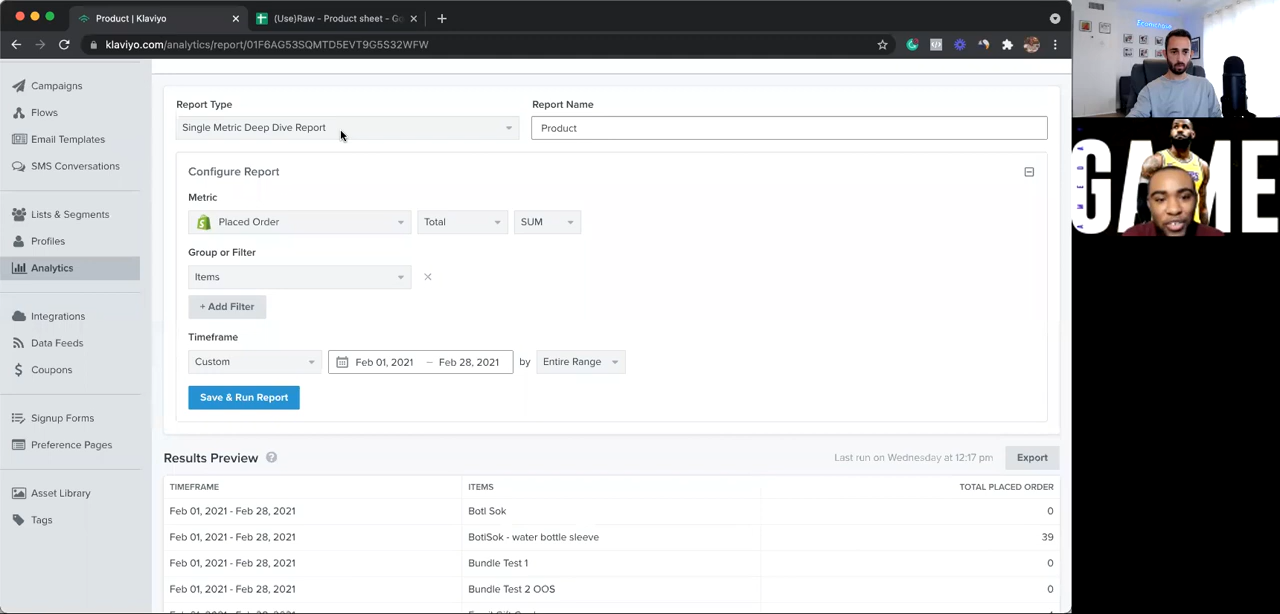 Product | Klaviyo
(Use)Raw - Product sheet - Go
klaviyo.com/analytics/report/01F6AG53SQMTD5EVT9G5S32WFW
Campaigns
Flows
Email Templates
SMS Conversations
Lists & Segments
Profiles
Analytics
Integrations
Data Feeds
Coupons
Signup Forms
Preference Pages
Asset Library
Tags
Report Type
Report Name
Single Metric Deep Dive Report
Product
Configure Report
Metric
Placed Order
Total
SUM
Group or Filter
Items
+ Add Filter
Timeframe
Custom
Feb 01, 2021 – Feb 28, 2021
by
Entire Range
Save & Run Report
Results Preview
Last run on Wednesday at 12:17 pm
Export
TIMEFRAME ITEMS TOTAL PLACED ORDER
Feb 01, 2021 - Feb 28, 2021 Botl Sok 0
Feb 01, 2021 - Feb 28, 2021 BotlSok - water bottle sleeve 39
Feb 01, 2021 - Feb 28, 2021 Bundle Test 1 0
Feb 01, 2021 - Feb 28, 2021 Bundle Test 2 OOS 0
GAME